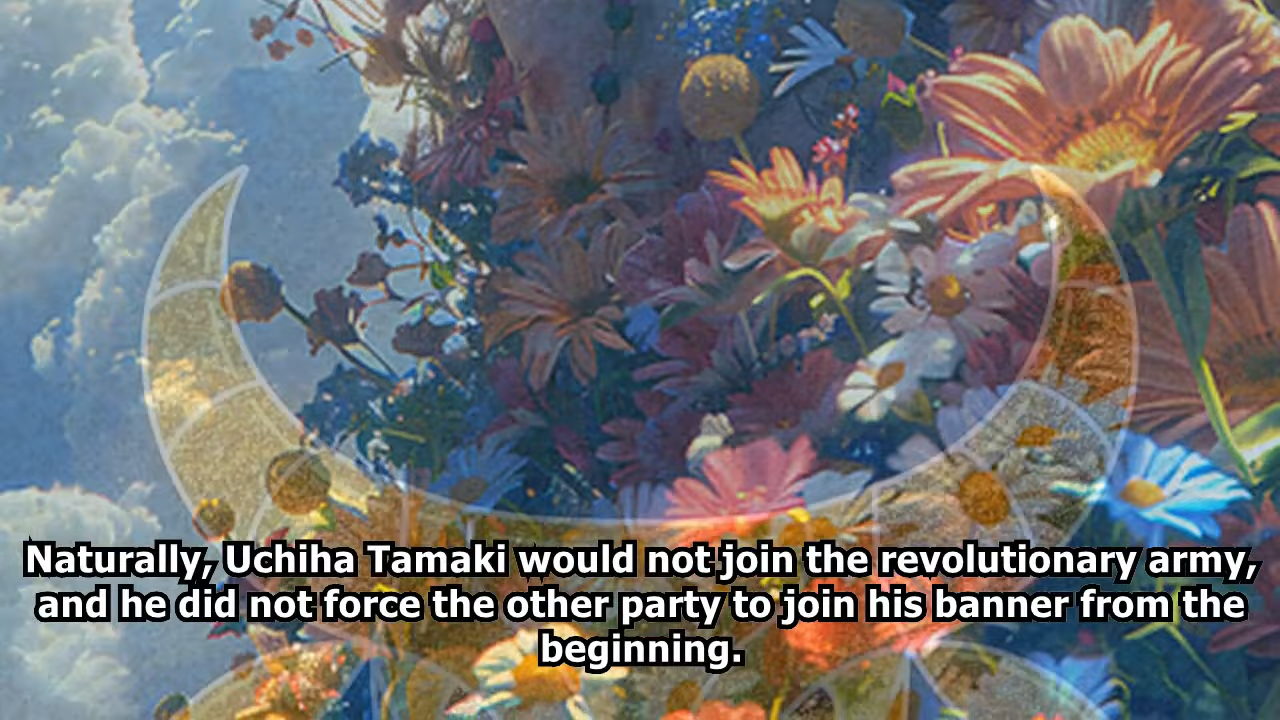 Naturally, Uchiha Tamaki would not join the revolutionary army,
and he did not force the other party to join his banner from the
beginning.